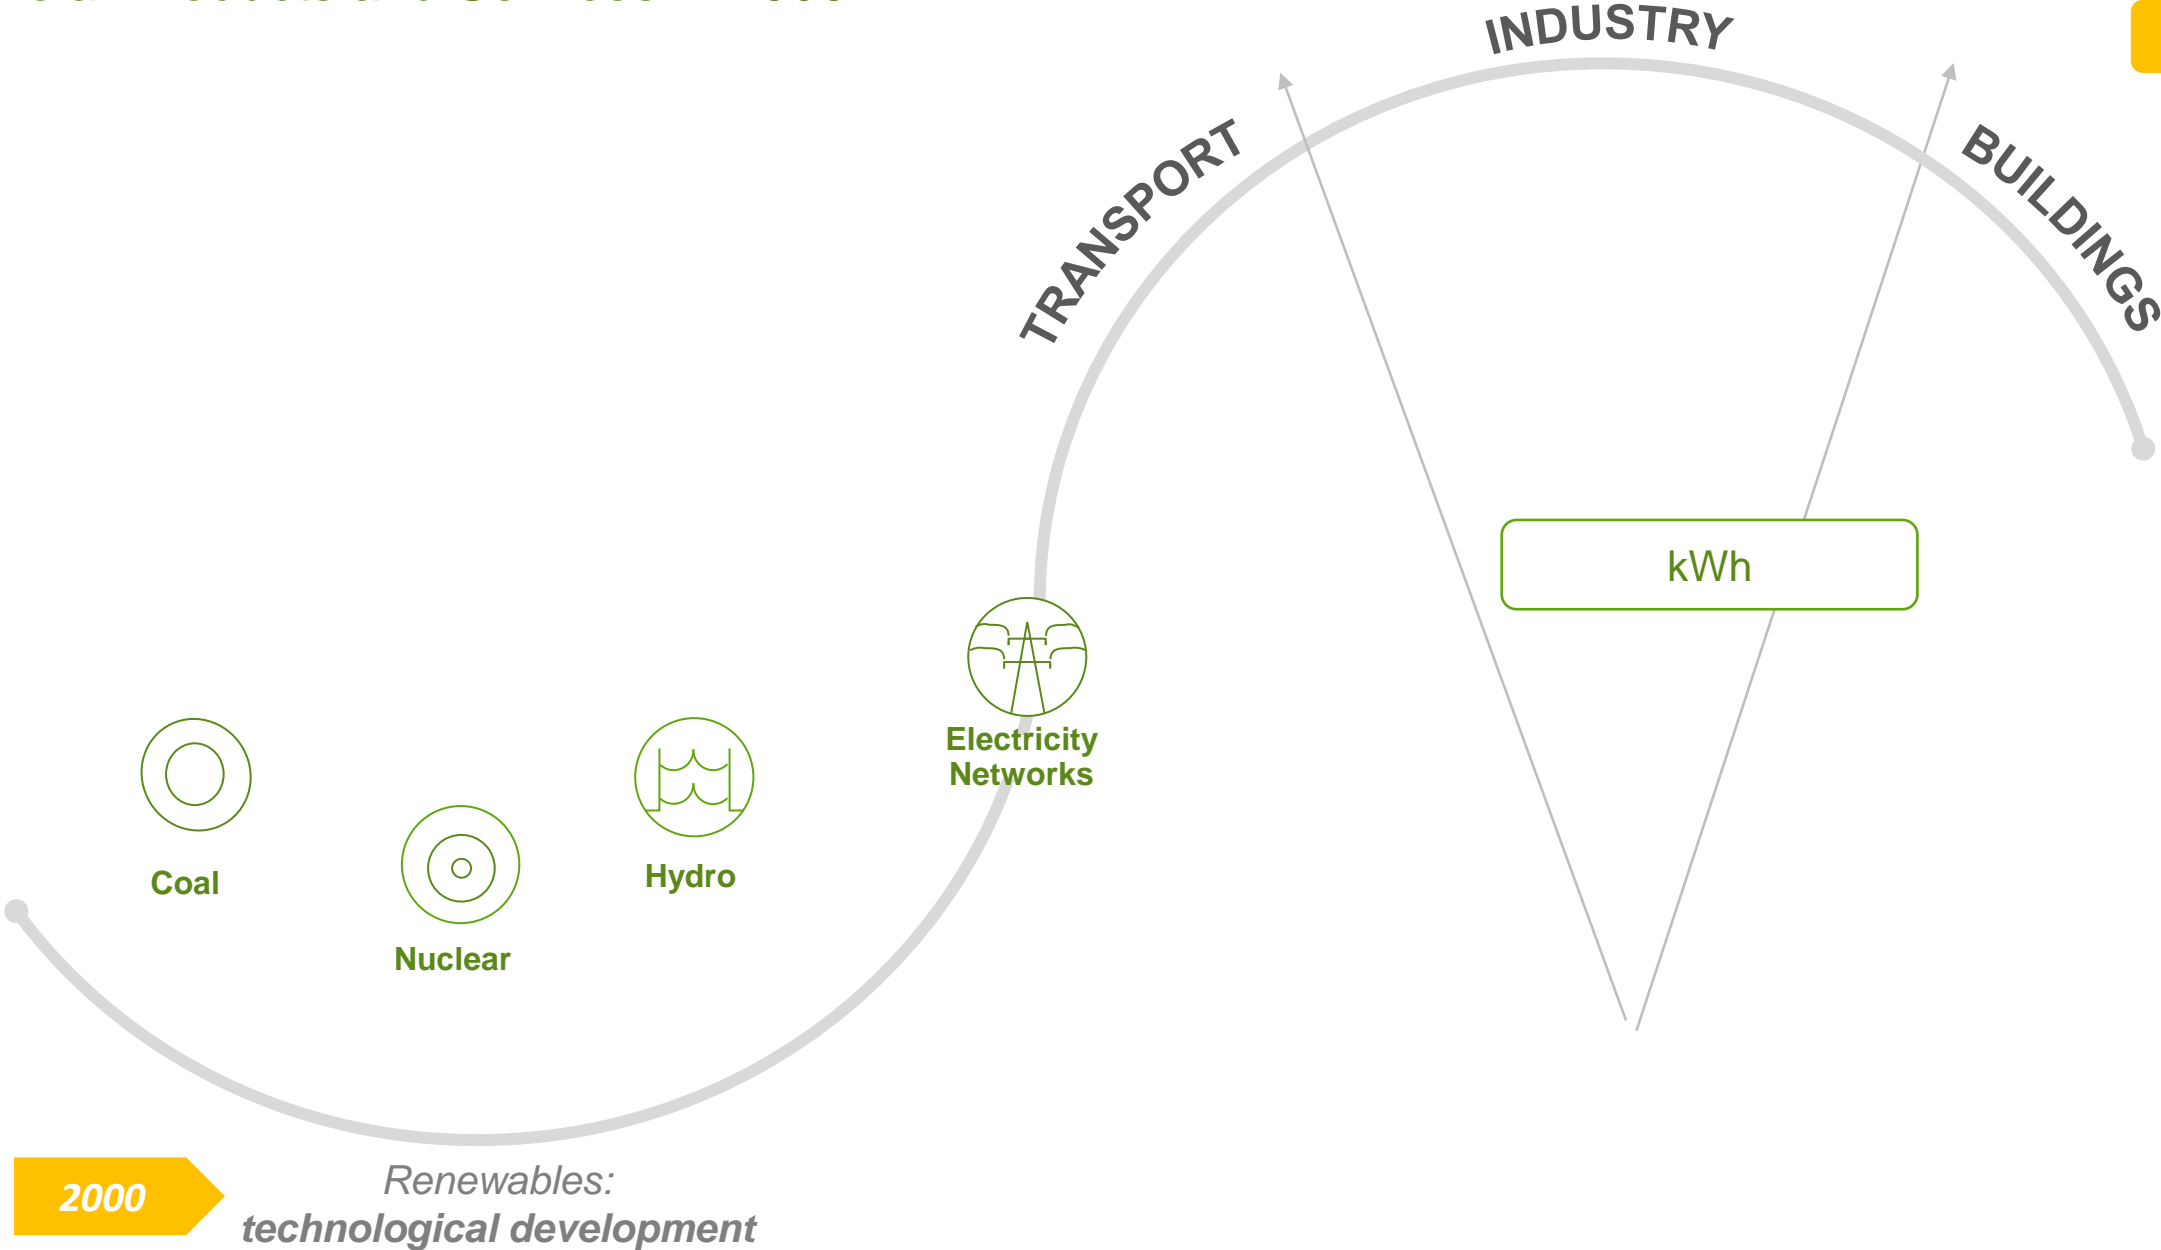 INDUSTRY
TRANSPORT
BUILDINGS
kWh
Electricity
Networks
Coal
Hydro
Nuclear
2000
Renewables:
technological development